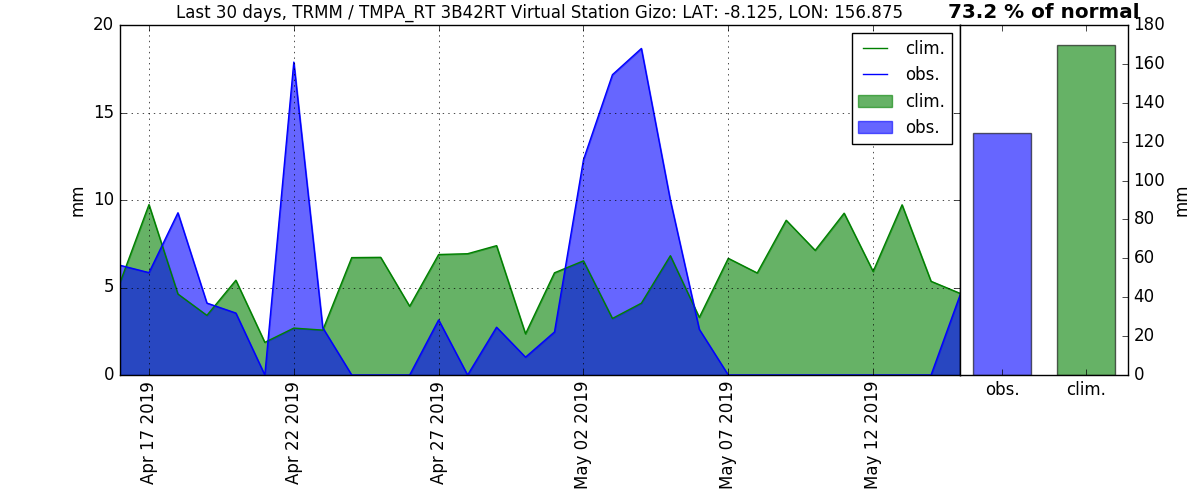 Last 30 days, TRMM / TMPA_RT 3B42RT Virtual Station Gizo: LAT: -8.125, LON: 156.875
73.2 % of normal
20
15
10
5
0
mm
clim.
obs.
clim.
obs.
Apr 17 2019
Apr 22 2019
Apr 27 2019
May 02 2019
May 07 2019
May 12 2019
180
160
140
120
100
80
60
40
20
0
mm
obs.
clim.